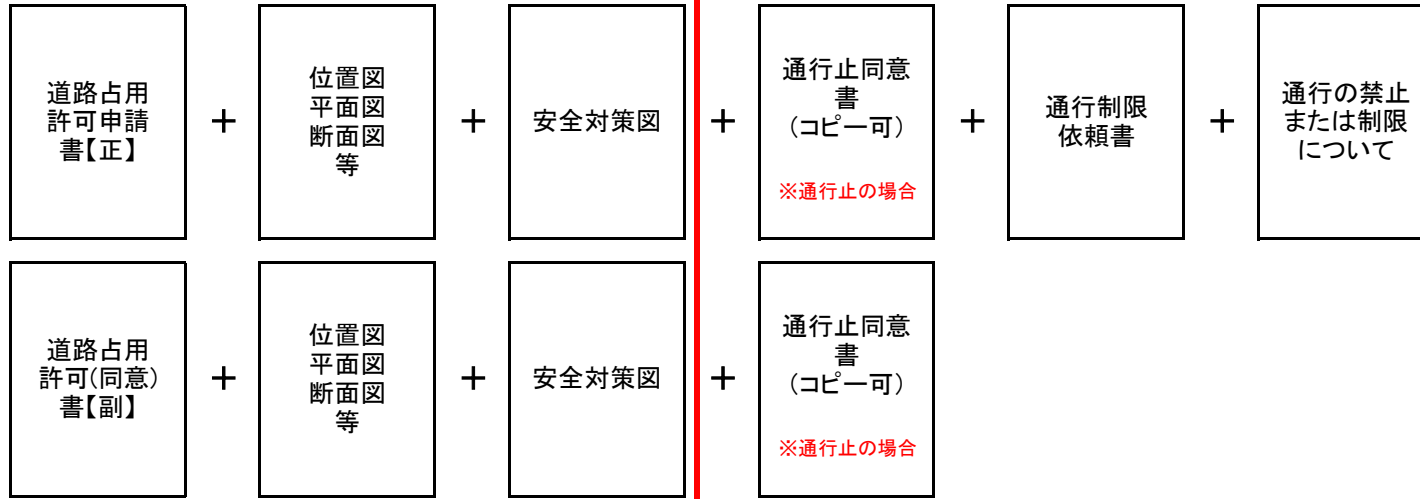 道路占用
許可申請
書【正】
+
位置図
平面図
断面図
等
+
安全対策図
+
通行止同意
書
（コピー可）
※通行止の場合
+
通行制限
依頼書
+
通行の禁止
または制限
について
道路占用
許可(同意)
書【副】
+
位置図
平面図
断面図
等
+
安全対策図
+
通行止同意
書
（コピー可）
※通行止の場合